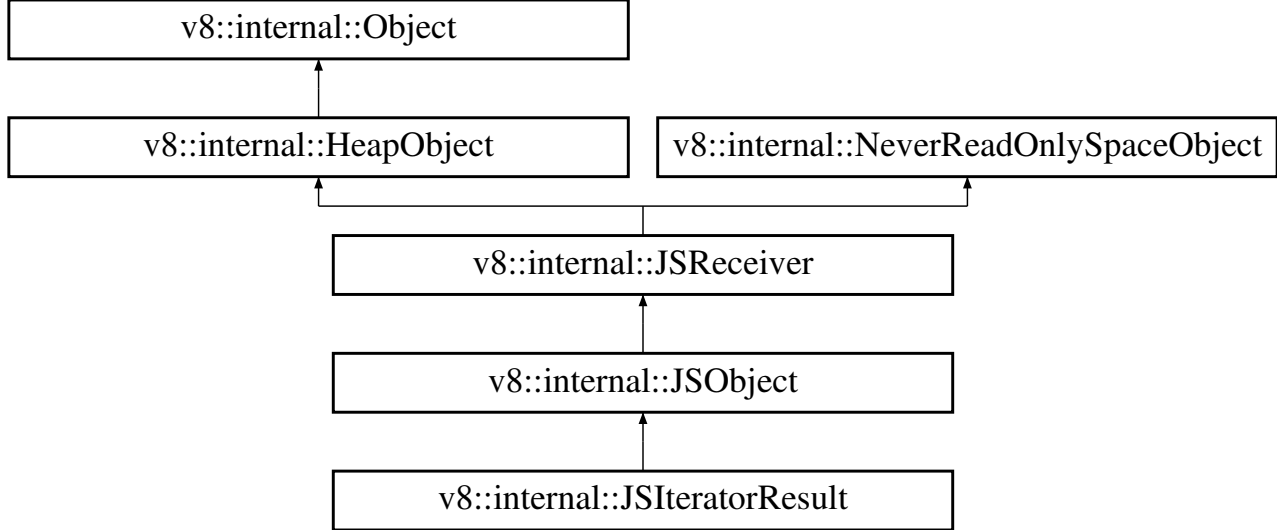 v8::internal::Object
v8::internal::HeapObject
v8::internal::NeverReadOnlySpaceObject
v8::internal::JSReceiver
v8::internal::JSObject
v8::internal::JSIteratorResult